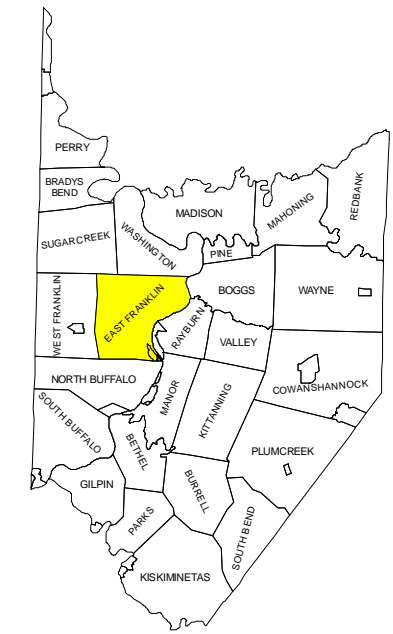 PERRY
BRADYS
BEND
MADISON
MAHONING
REDBANK
SUGARCREEK
WASHINGTON
PINE
WEST FRANKLIN
EAST FRANKLIN
BOGGS
WAYNE
RAYBURN
VALLEY
NORTH BUFFALO
MANOR
KITTANNING
COWANSHANNOCK
SOUTH BUFFALO
BETHEL
PLUMCREEK
GILPIN
BURRELL
PARKS
SOUTH BEND
KISKIMINETAS